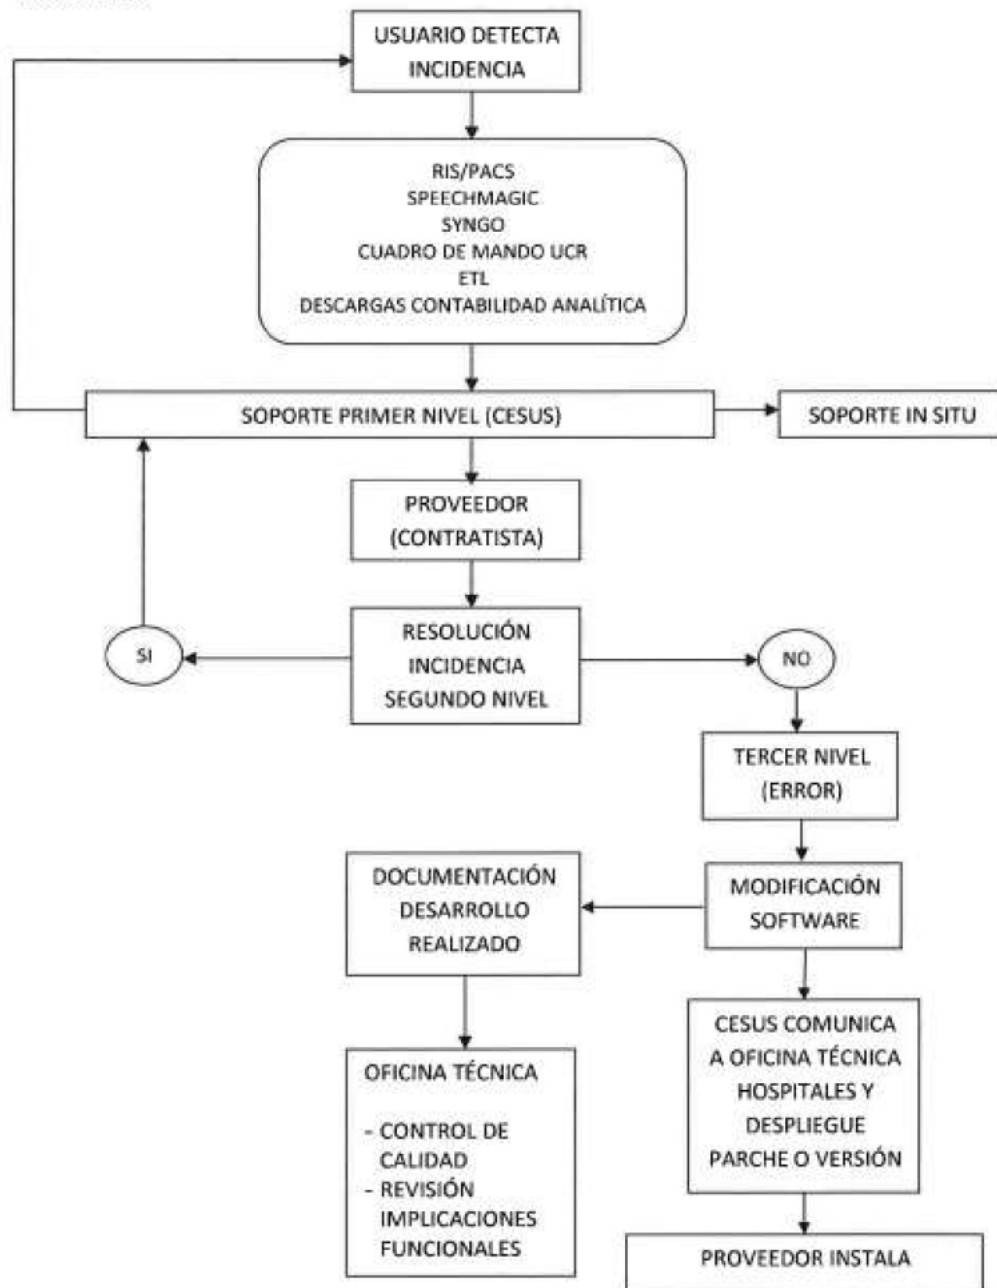 USUARIO DETECTA
INCIDENCIA
RIS/PACS
SPEECHMAGIC
SYNGO
CUADRO DE MANDO UCR
ETL
DESCARGAS CONTABILIDAD ANALÍTICA
SOPORTE PRIMER NIVEL (CESUS)
SOPORTE IN SITU
PROVEEDOR
(CONTRATISTA)
RESOLUCIÓN
INCIDENCIA
SEGUNDO NIVEL
SI
NO
TERCER NIVEL
(ERROR)
DOCUMENTACIÓN
DESARROLLO
REALIZADO
MODIFICACIÓN
SOFTWARE
OFICINA TÉCNICA
- CONTROL DE
CALIDAD
- REVISIÓN
IMPLICACIONES
FUNCIONALES
CESUS COMUNICA
A OFICINA TÉCNICA
HOSPITALES Y
DESPLIEGUE
PARCHE O VERSIÓN
PROVEEDOR INSTALA